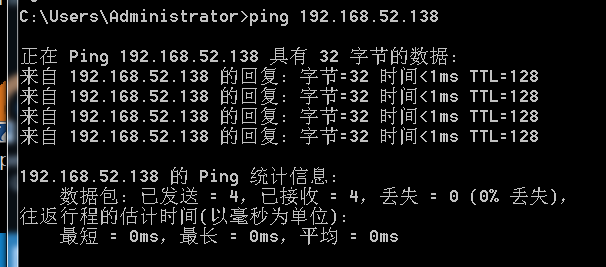 C:\Users\Administrator>ping 192.168.52.138
正在 Ping 192.168.52.138 具有 32 字节的数据:
来自 192.168.52.138 的回复: 字节=32 时间<1ms TTL=128
来自 192.168.52.138 的回复: 字节=32 时间<1ms TTL=128
来自 192.168.52.138 的回复: 字节=32 时间<1ms TTL=128
来自 192.168.52.138 的回复: 字节=32 时间<1ms TTL=128
192.168.52.138 的 Ping 统计信息:
数据包: 已发送 = 4，已接收 = 4，丢失 = 0 (0% 丢失)，
往返行程的估计时间(以毫秒为单位):
最短 = 0ms，最长 = 0ms，平均 = 0ms